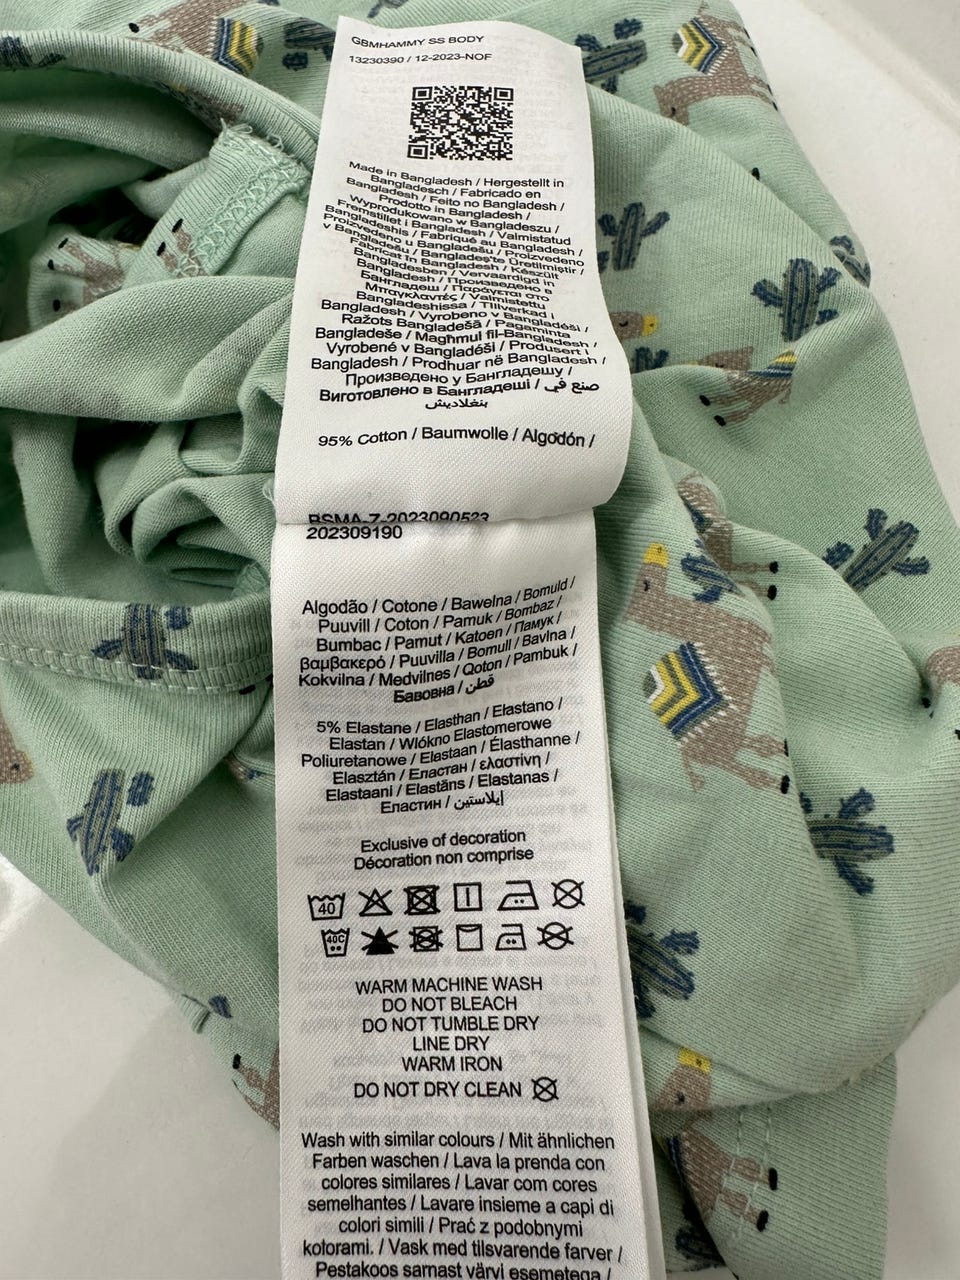 GBMHAMMY SS BODY
13230390 / 12-2023-NOF
Made in Bangladesh / Hergestellt in
Bangladesch / Fabricado en
Bangladesh / Feito no Bangladesh /
Prodotto in Bangladesh /
Wyprodukowano w Bangladeszu /
Fremstillet i Bangladesh / Valmistatud
Bangladeshis / Fabriqué au Bangladesh /
Proizvedeno u Bangladešu / Proizvedeno
v Bangladešu / Bangladeş'te Üretilmiştir /
Fabricat în Bangladesh / Készült
Bangladesben / Vervaardigd in
Bangladesh / Произведено в
Бангладеш / Παράγεται στο
Μπαγκλαντές / Valmistettu
Bangladeshissa / Tillverkad i
Bangladesh / Vyrobeno v Bangladéši /
Ražots Bangladešā / Pagaminta
Bangladeše / Magħmul fil-Bangladesh /
Vyrobené v Bangladéši / Produsert i
Bangladesh / Prodhuar në Bangladesh /
Произведено у Бангладешу /
Виготовлено в Бангладеші / صنع في
بنغلاديش
95% Cotton / Baumwolle / Algodón /
BSMA-Z-2023090523
202309190
Algodão / Cotone / Bawełna / Bomuld /
Puuvill / Coton / Pamuk / Bombaz /
Bumbac / Pamut / Katoen / Памук /
βαμβακερό / Puuvilla / Bomull / Bavlna /
Kokvilna / Medvilnes / Qoton / Pambuk /
Бавовна / قطن
5% Elastane / Elasthan / Elastano /
Elastan / Włókno Elastomerowe
Poliuretanowe / Elastaan / Élasthanne /
Elasztán / Еластан / ελαστίνη /
Elastaani / Elastāns / Elastanas /
Еластин / إيلاستين
Exclusive of decoration
Décoration non comprise
40
40C
WARM MACHINE WASH
DO NOT BLEACH
DO NOT TUMBLE DRY
LINE DRY
WARM IRON
DO NOT DRY CLEAN
Wash with similar colours / Mit ähnlichen
Farben waschen / Lava la prenda con
colores similares / Lavar com cores
semelhantes / Lavare insieme a capi di
colori simili / Prać z podobnymi
kolorami. / Vask med tilsvarende farver /
Pestakoos sarnast värvi esemetega /